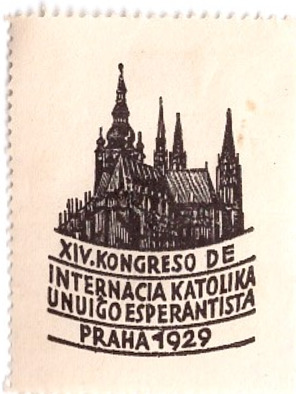 XIV. KONGRESO DE
INTERNACIA KATOLIKA
UNUIĜO ESPERANTISTA
PRAHA 1929